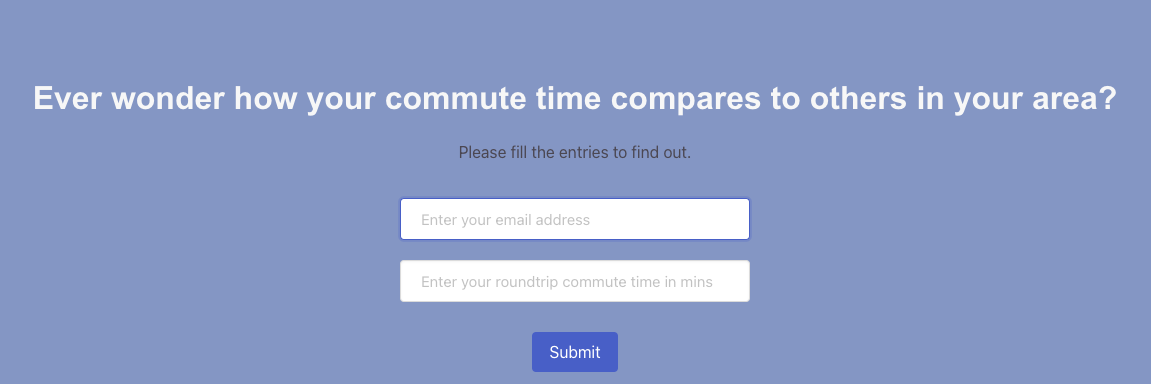 Ever wonder how your commute time compares to others in your area?
Please fill the entries to find out.
Enter your email address
Enter your roundtrip commute time in mins
Submit